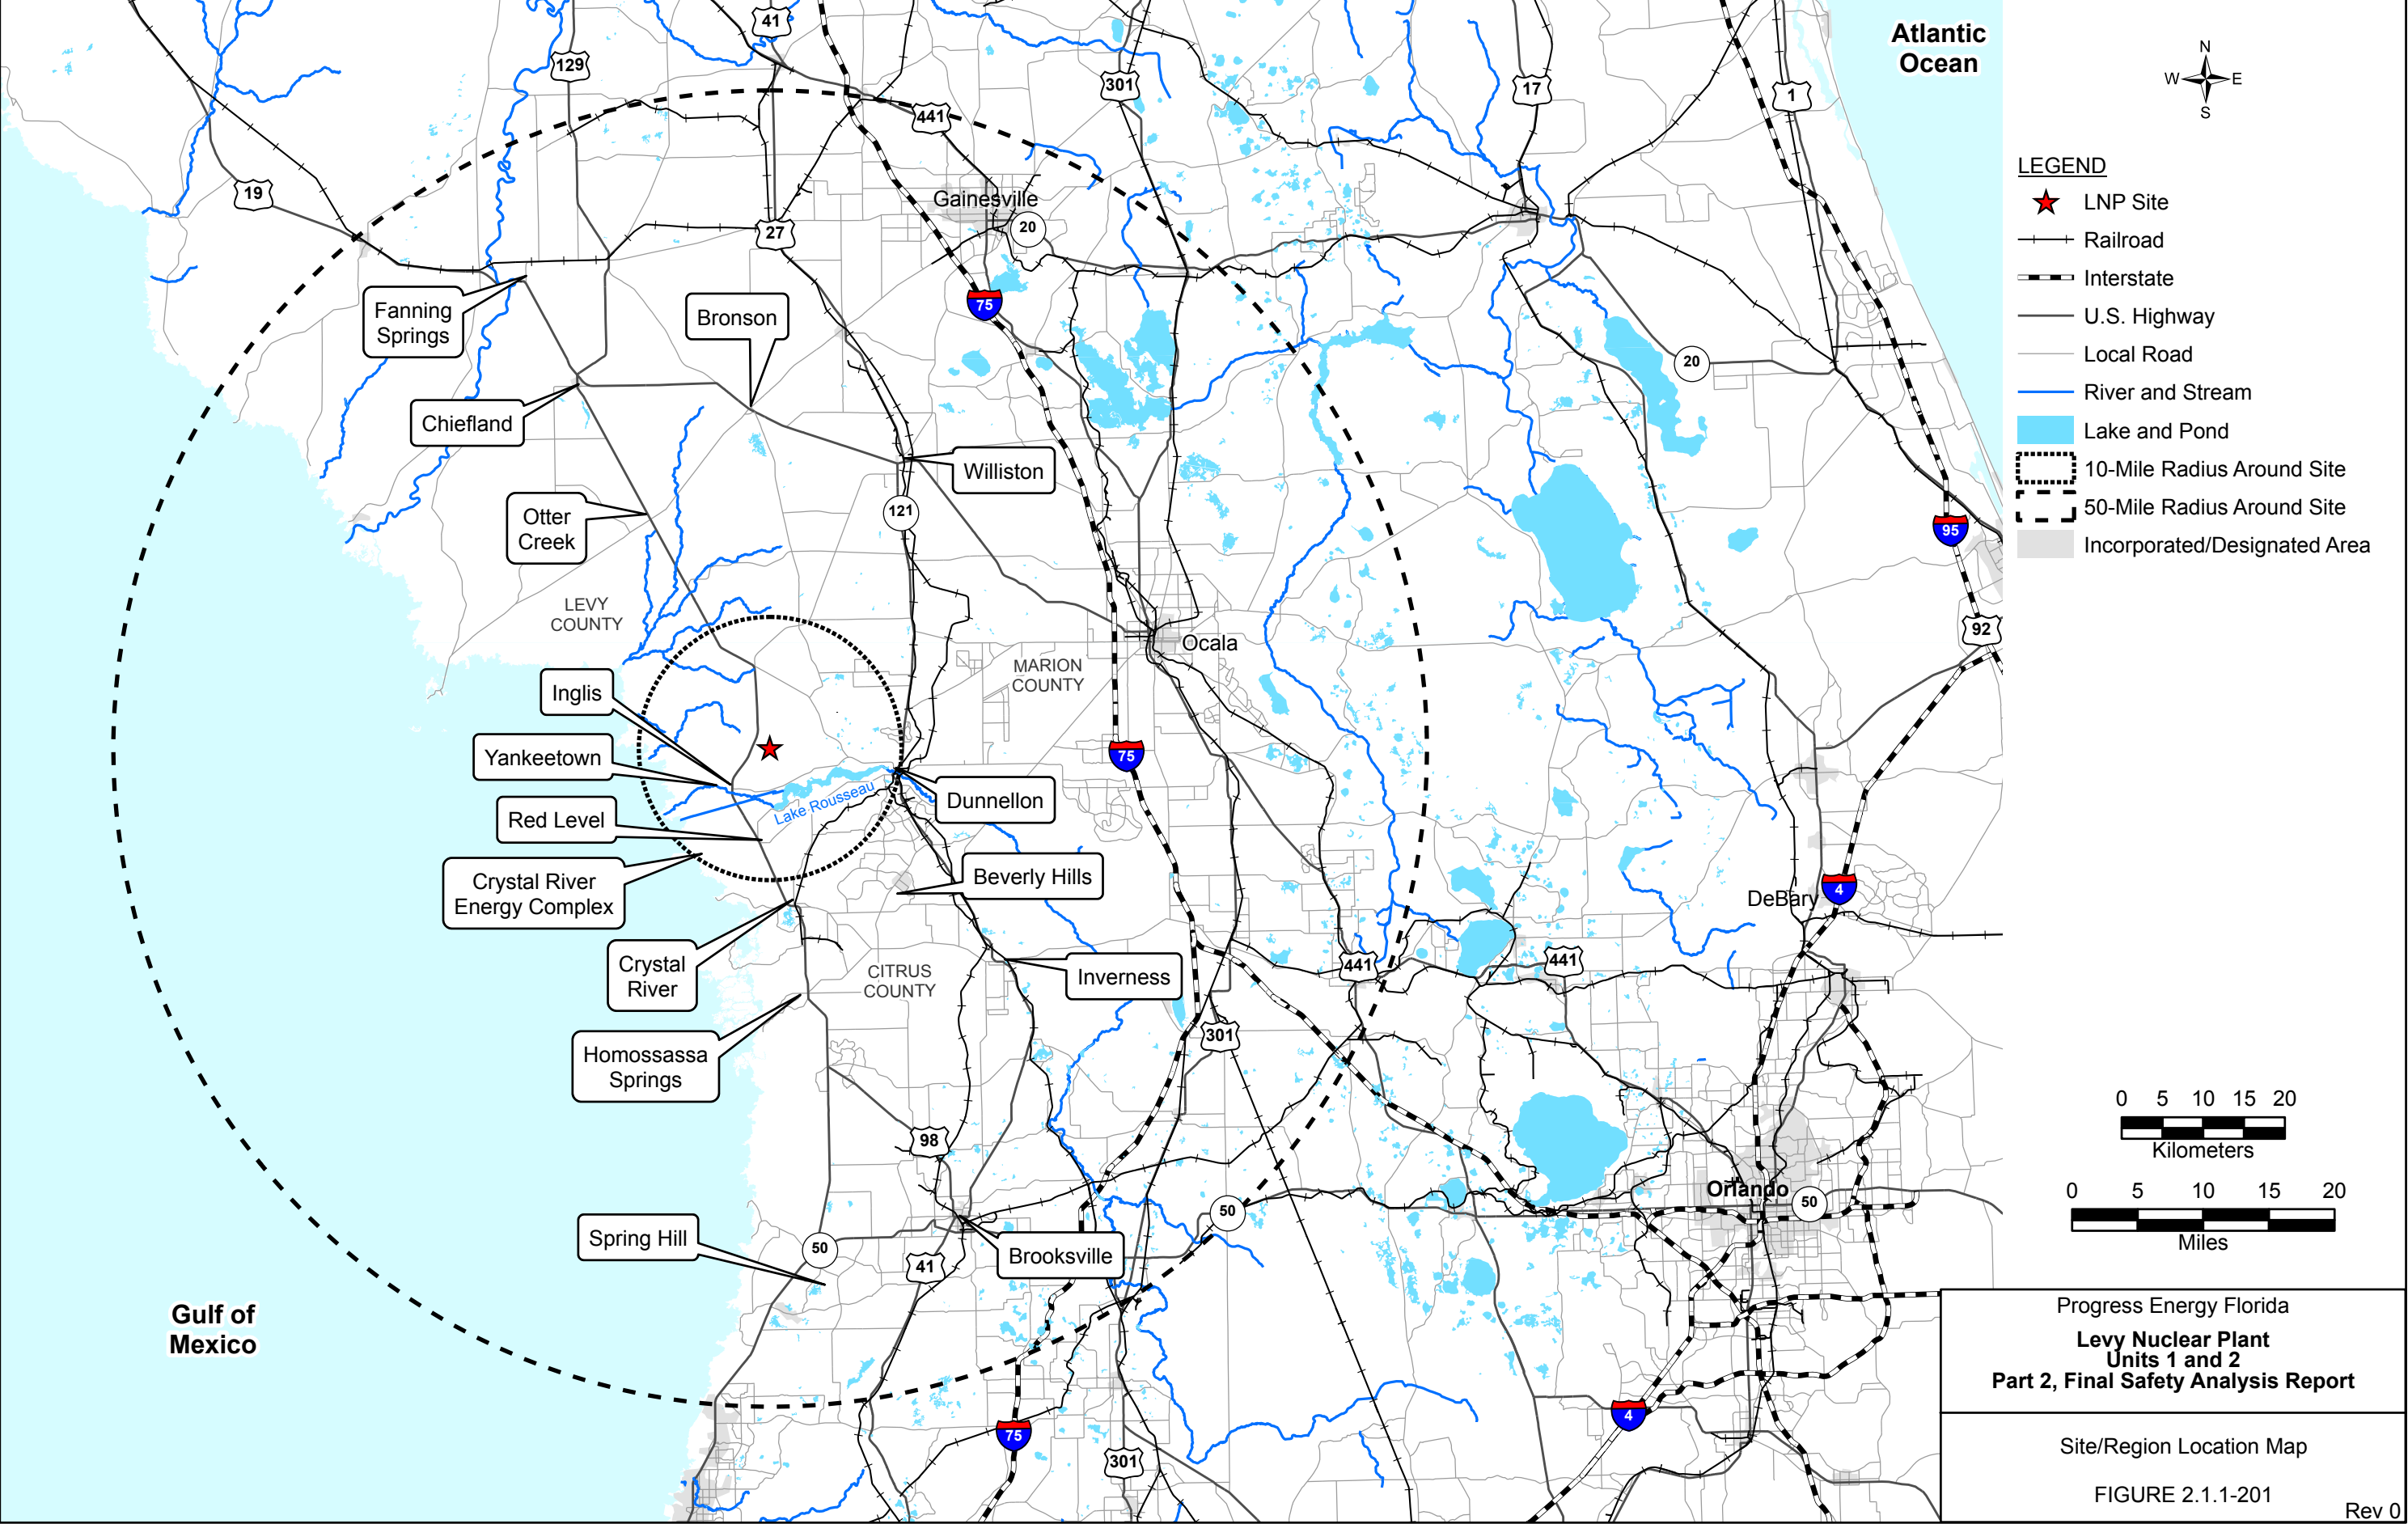 41
129
301
17
1
Atlantic
Ocean
N
W E
S
441
19
27
Gainesville
20
75
LEGEND
LNP Site
Railroad
Interstate
U.S. Highway
Local Road
River and Stream
Lake and Pond
10-Mile Radius Around Site
50-Mile Radius Around Site
Incorporated/Designated Area
Fanning
Springs
Bronson
20
Chiefland
Williston
121
Otter
Creek
95
92
LEVY
COUNTY
Ocala
MARION
COUNTY
Inglis
Yankeetown
75
Lake Rousseau
Dunnellon
Red Level
Crystal River
Energy Complex
Beverly Hills
DeBary
4
Crystal
River
CITRUS
COUNTY
Inverness
441
441
301
Homossassa
Springs
98
0 5 10 15 20
Kilometers
0 5 10 15 20
Miles
Orlando
50
50
Spring Hill
50
41
Brooksville
Gulf of
Mexico
75
301
4
Progress Energy Florida
Levy Nuclear Plant
Units 1 and 2
Part 2, Final Safety Analysis Report
Site/Region Location Map
FIGURE 2.1.1-201
Rev 0